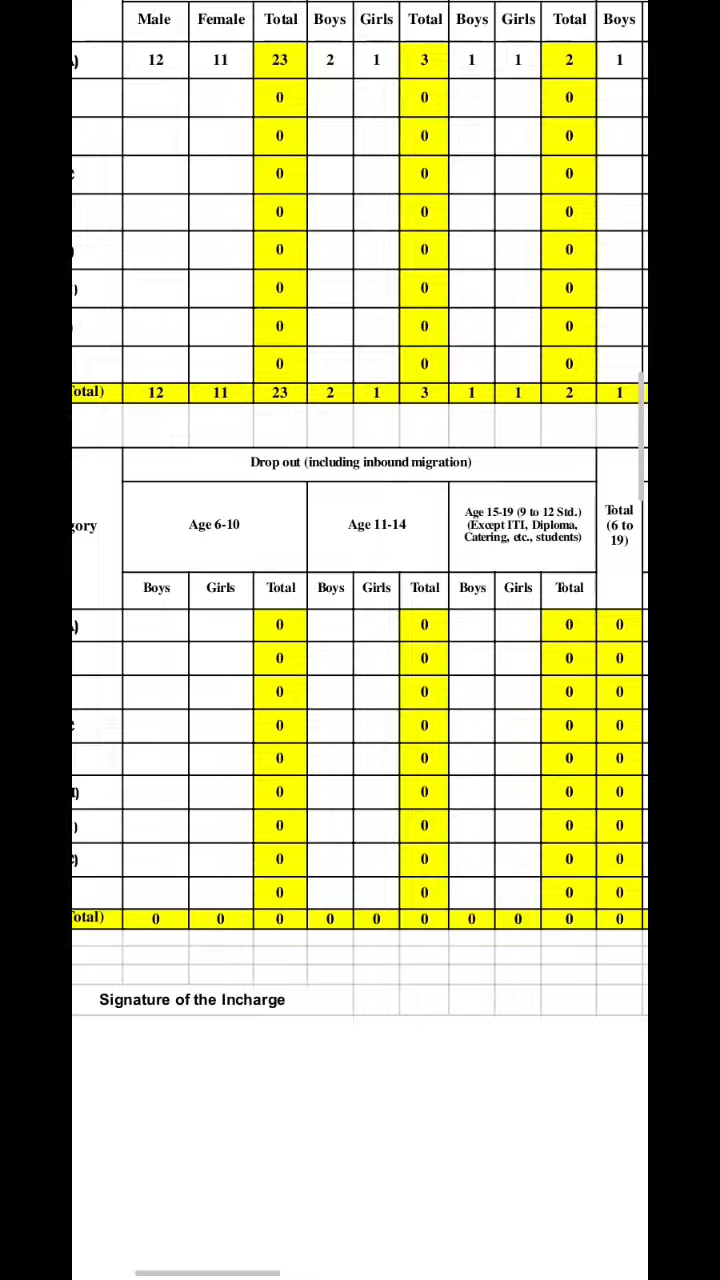 Male Female Total Boys Girls Total Boys Girls Total Boys
12 11 23 2 1 3 1 1 2 1
0 0 0
0 0 0
0 0 0
0 0 0
0 0 0
0 0 0
0 0 0
0 0 0
Total) 12 11 23 2 1 3 1 1 2 1
Drop out (including inbound migration)
gory Age 6-10 Age 11-14 Age 15-19 (9 to 12 Std.) (Except ITI, Diploma, Catering, etc., students) Total (6 to 19)
Boys Girls Total Boys Girls Total Boys Girls Total
0 0 0 0
0 0 0 0
0 0 0 0
0 0 0 0
0 0 0 0
0 0 0 0
0 0 0 0
0 0 0 0
0 0 0 0
Total) 0 0 0 0 0 0 0 0 0 0
Signature of the Incharge